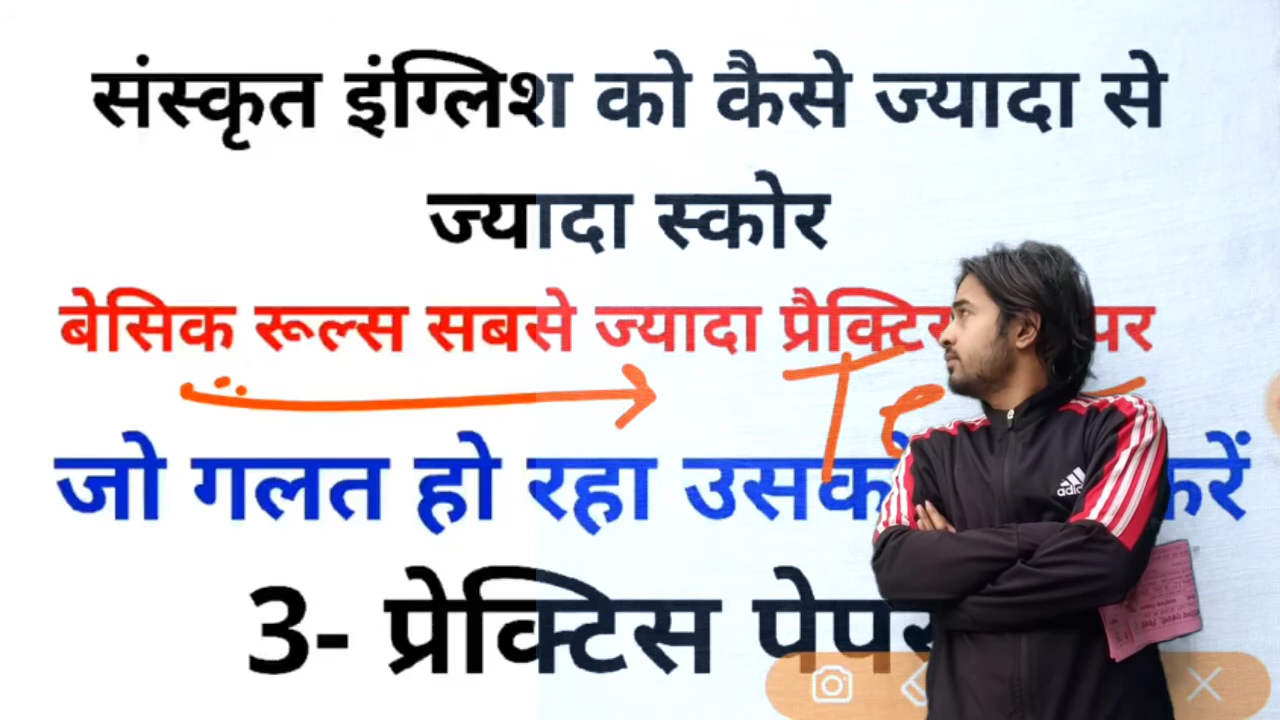 संस्कृत इंग्लिश को कैसे ज्यादा से
ज्यादा स्कोर
बेसिक रूल्स सबसे ज्यादा
जो गलत हो रहा
3- प्रेक्टिस